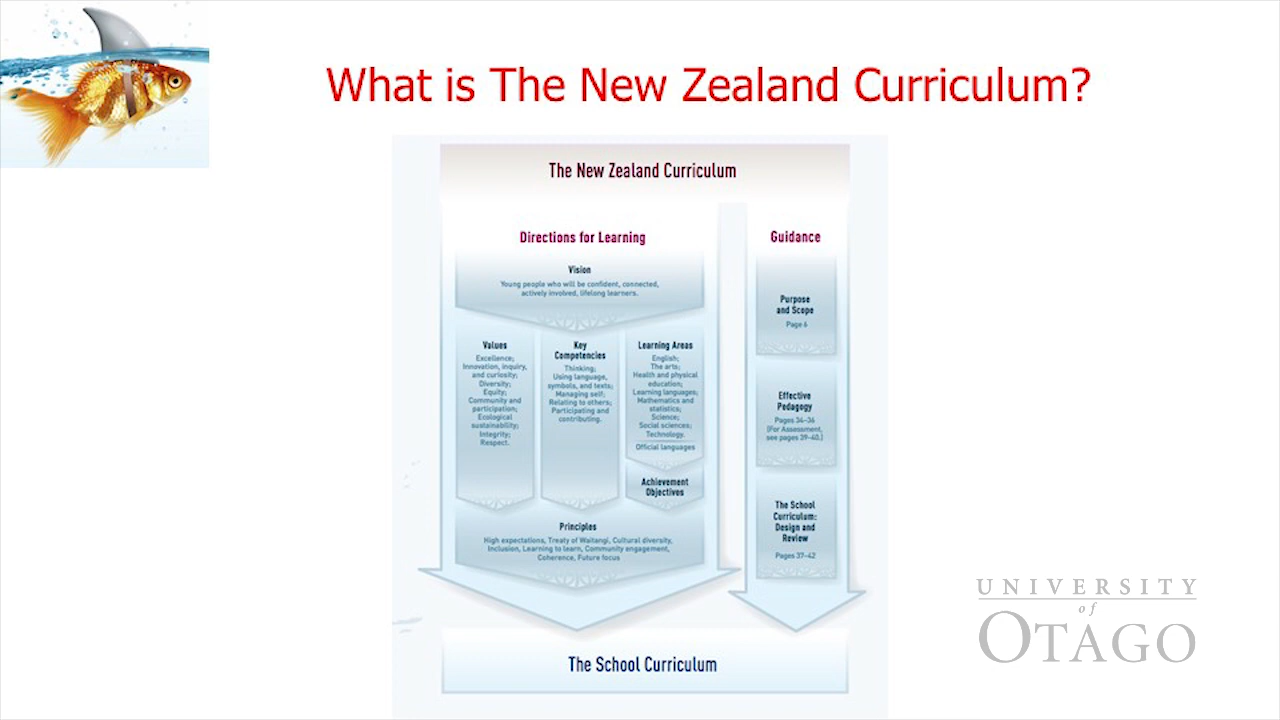 What is The New Zealand Curriculum?
The New Zealand Curriculum
Directions for Learning
Vision
Young people who will be confident, connected,
actively involved, lifelong learners.
Values
Excellence;
Innovation, inquiry,
and curiosity;
Diversity;
Equity;
Community and
participation;
Ecological
sustainability;
Integrity;
Respect.
Key
Competencies
Thinking;
Using language,
symbols, and texts;
Managing self;
Relating to others;
Participating and
contributing.
Learning Areas
English;
The arts;
Health and physical
education;
Learning languages;
Mathematics and
statistics;
Science;
Social sciences;
Technology.
Official languages
Achievement
Objectives
Principles
High expectations, Treaty of Waitangi, Cultural diversity,
Inclusion, Learning to learn, Community engagement,
Coherence, Future focus
Guidance
Purpose
and Scope
Page 6
Effective
Pedagogy
Pages 34–36
[For Assessment,
see pages 39–40.]
The School
Curriculum:
Design and
Review
Pages 37–42
The School Curriculum
UNIVERSITY
of
OTAGO